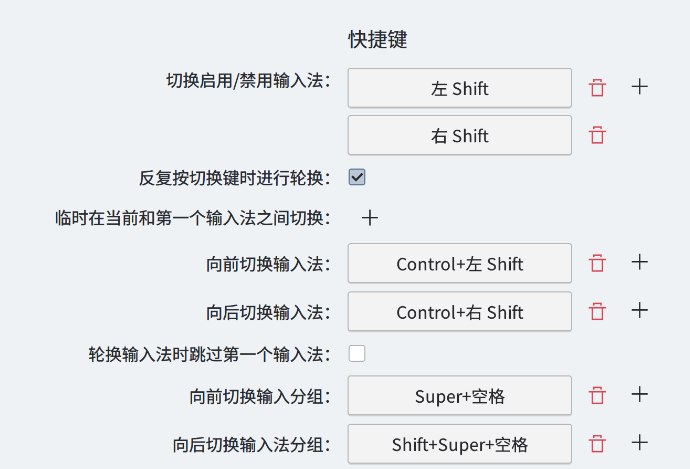 快捷键
切换启用/禁用输入法： 左 Shift
右 Shift
反复按切换键时进行轮换：
临时在当前和第一个输入法之间切换：
向前切换输入法： Control+左 Shift
向后切换输入法： Control+右 Shift
轮换输入法时跳过第一个输入法：
向前切换输入分组： Super+空格
向后切换输入法分组： Shift+Super+空格